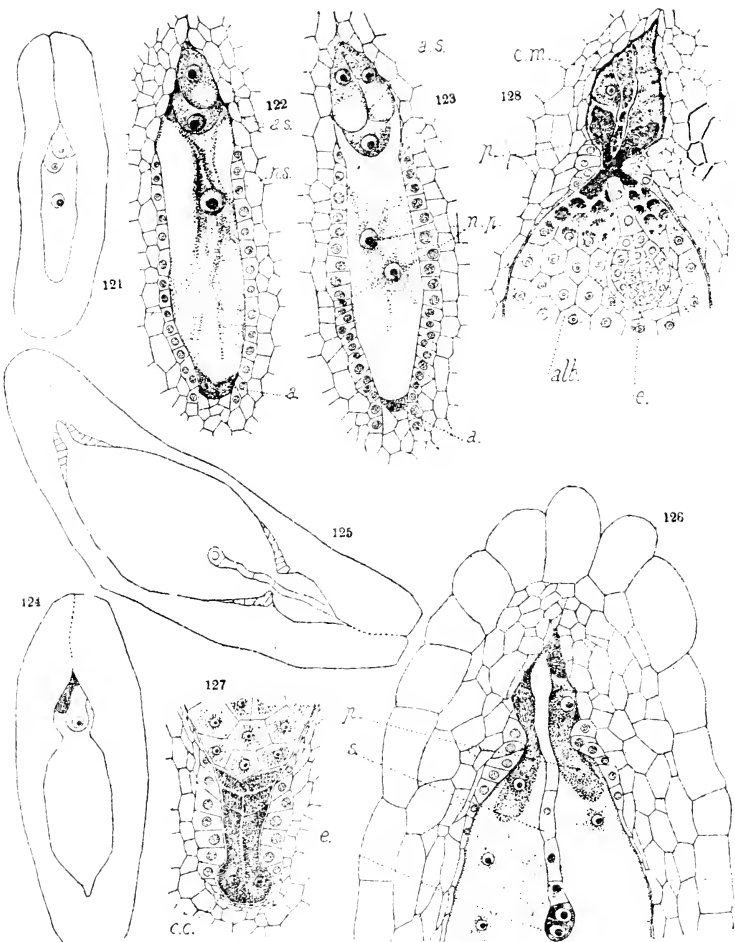 121
122
a.s.
n.s.
a.
a.s.
123
n.p.
a.
c.m.
128
p.
alb.
e.
125
124
127
e.
c.c.
126
p.
s.